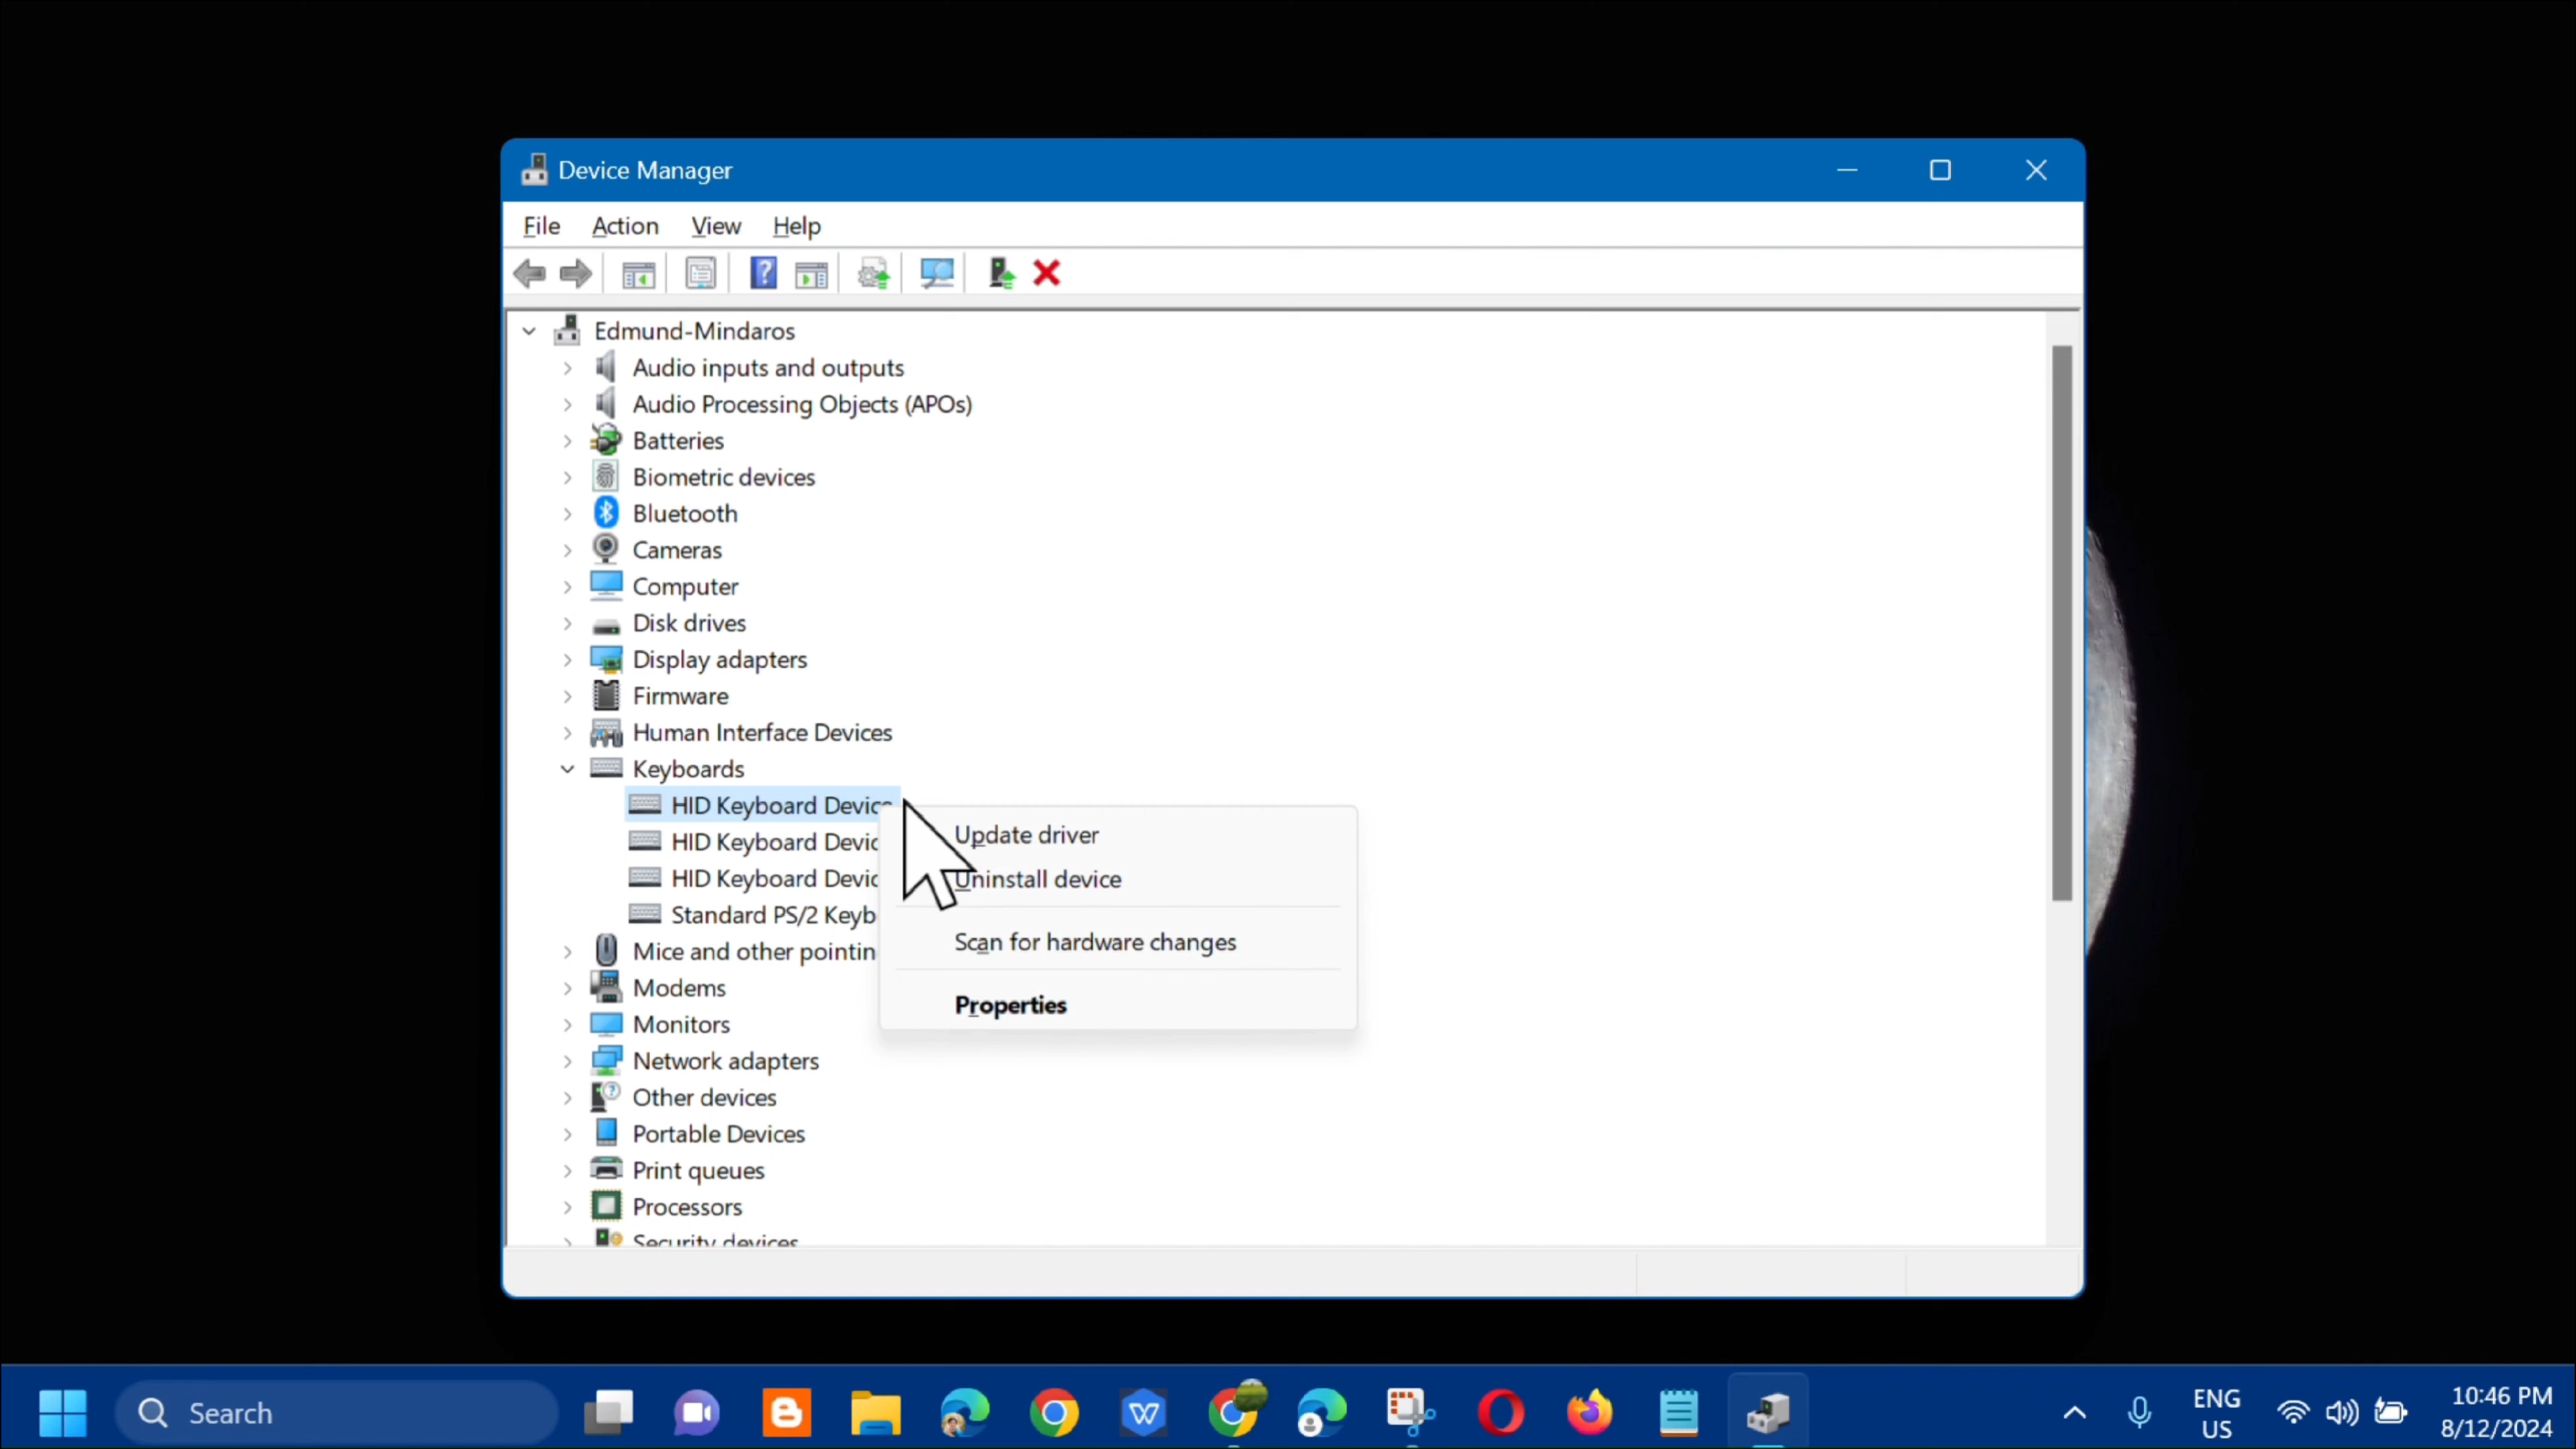 Device Manager
File Action View Help
Edmund-Mindaros
Audio inputs and outputs
Audio Processing Objects (APOs)
Batteries
Biometric devices
Bluetooth
Cameras
Computer
Disk drives
Display adapters
Firmware
Human Interface Devices
Keyboards
HID Keyboard Device
HID Keyboard Devic
HID Keyboard Devic
Standard PS/2 Keyb
Mice and other pointin
Modems
Monitors
Network adapters
Other devices
Portable Devices
Print queues
Processors
Security devices
Update driver
Uninstall device
Scan for hardware changes
Properties
Search
ENG
US
10:46 PM
8/12/2024